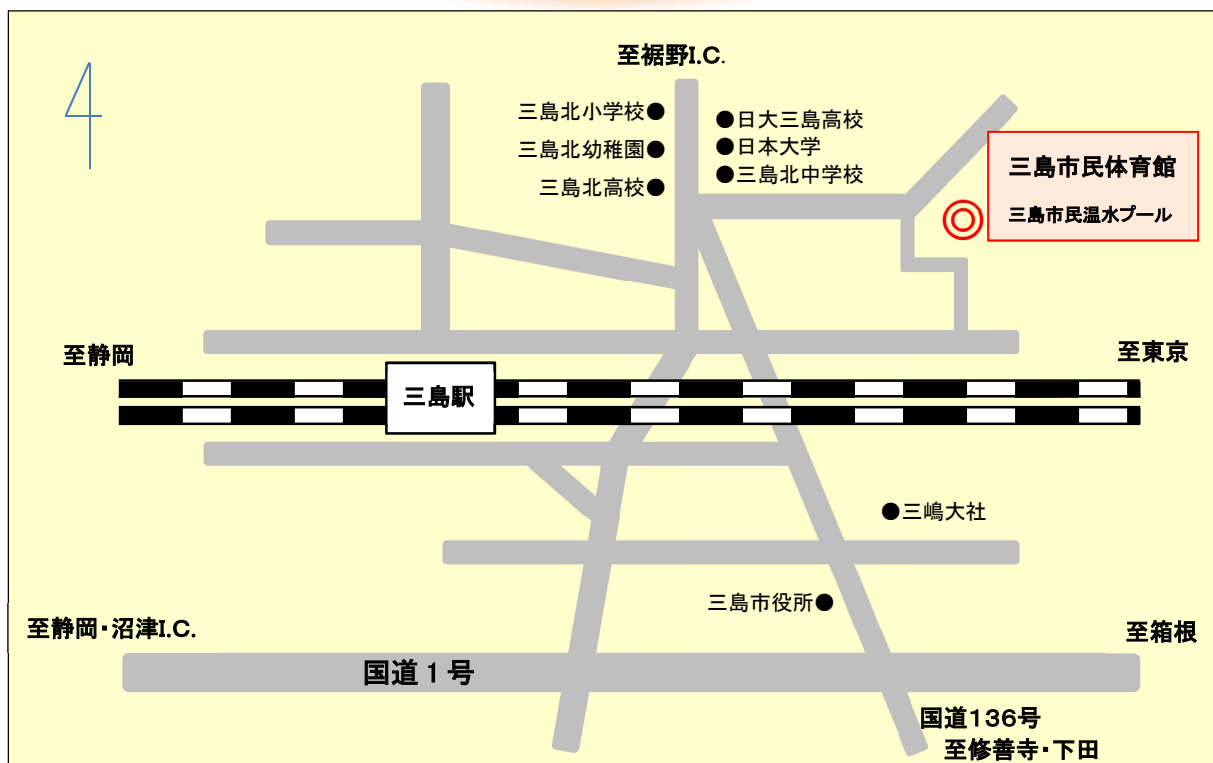 至裾野I.C.
三島北小学校●
三島北幼稚園●
三島北高校●
●日大三島高校
●日本大学
●三島北中学校
三島市民体育館
三島市民温水プール
至静岡
至東京
三島駅
●三嶋大社
三島市役所●
至静岡・沼津I.C.
至箱根
国道1号
国道136号
至修善寺・下田